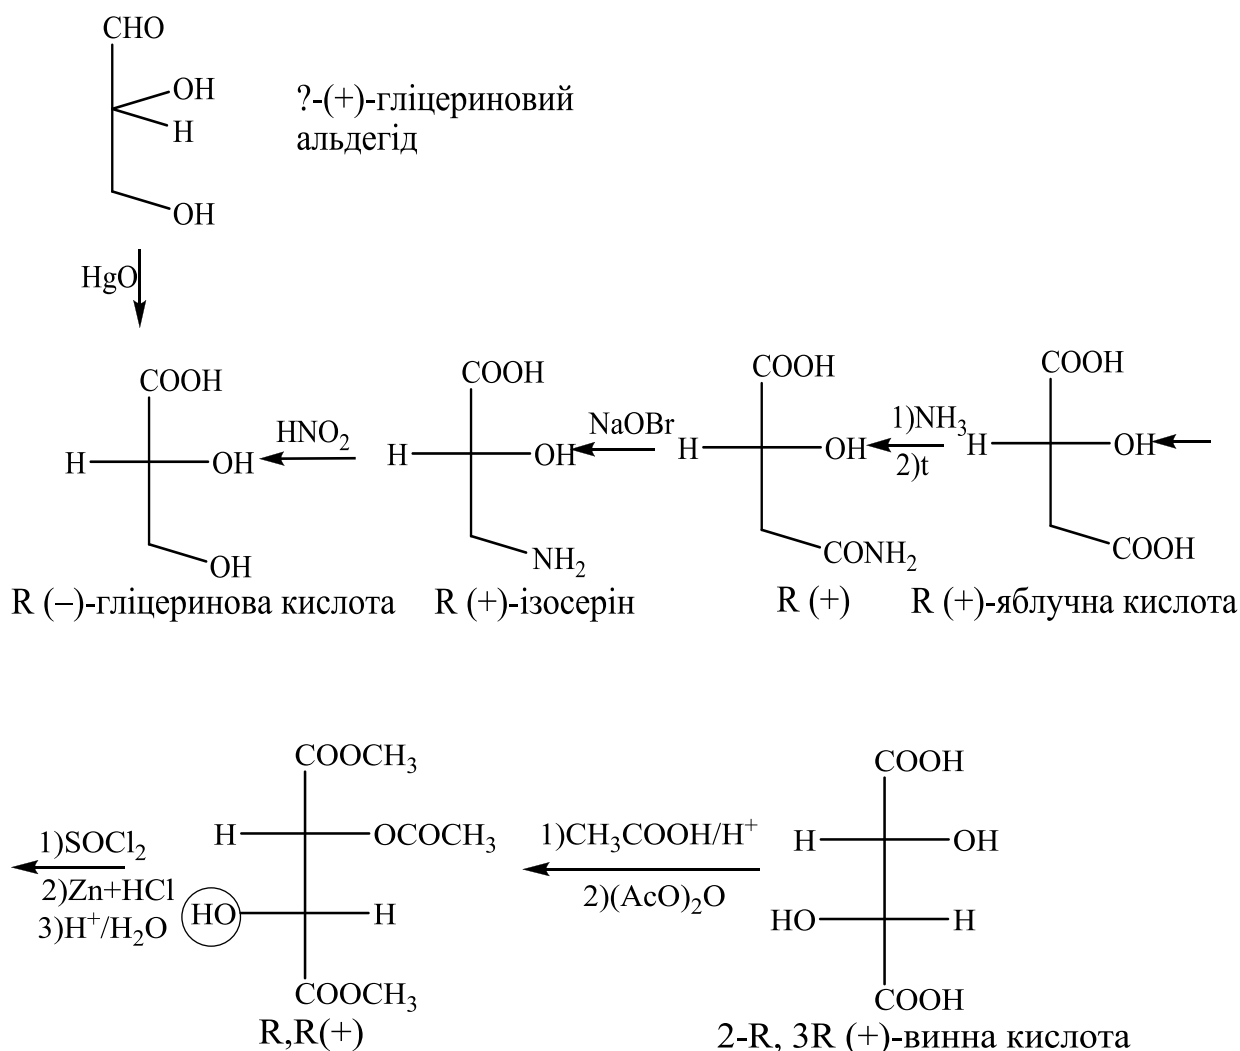 CHO
OH
H
OH
?-(+)-гліцериновий
альдегід
HgO
COOH
H
OH
OH
R (–)-гліцеринова кислота
HNO2
COOH
H
OH
NH2
R (+)-ізосерін
NaOBr
COOH
H
OH
CONH2
R (+)
1)NH3
2)t
COOH
H
OH
COOH
R (+)-яблучна кислота
1)SOCl2
2)Zn+HCl
3)H+/H2O
COOCH3
H
OCOCH3
HO
H
COOCH3
R,R(+)
1)CH3COOH/H+
2)(AcO)2O
COOH
H
OH
HO
H
COOH
2-R, 3R (+)-винна кислота